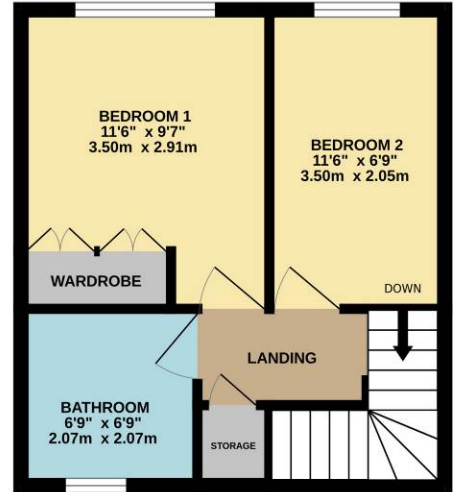 BEDROOM 1
11'6" x 9'7"
3.50m x 2.91m
BEDROOM 2
11'6" x 6'9"
3.50m x 2.05m
WARDROBE
DOWN
LANDING
BATHROOM
6'9" x 6'9"
2.07m x 2.07m
STORAGE